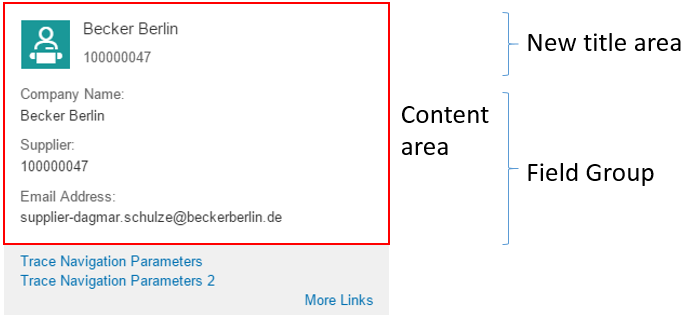 Becker Berlin
100000047
Company Name:
Becker Berlin
Supplier:
100000047
Email Address:
supplier-dagmar.schulze@beckerberlin.de
Trace Navigation Parameters
Trace Navigation Parameters 2
More Links
Content
area
New title area
Field Group